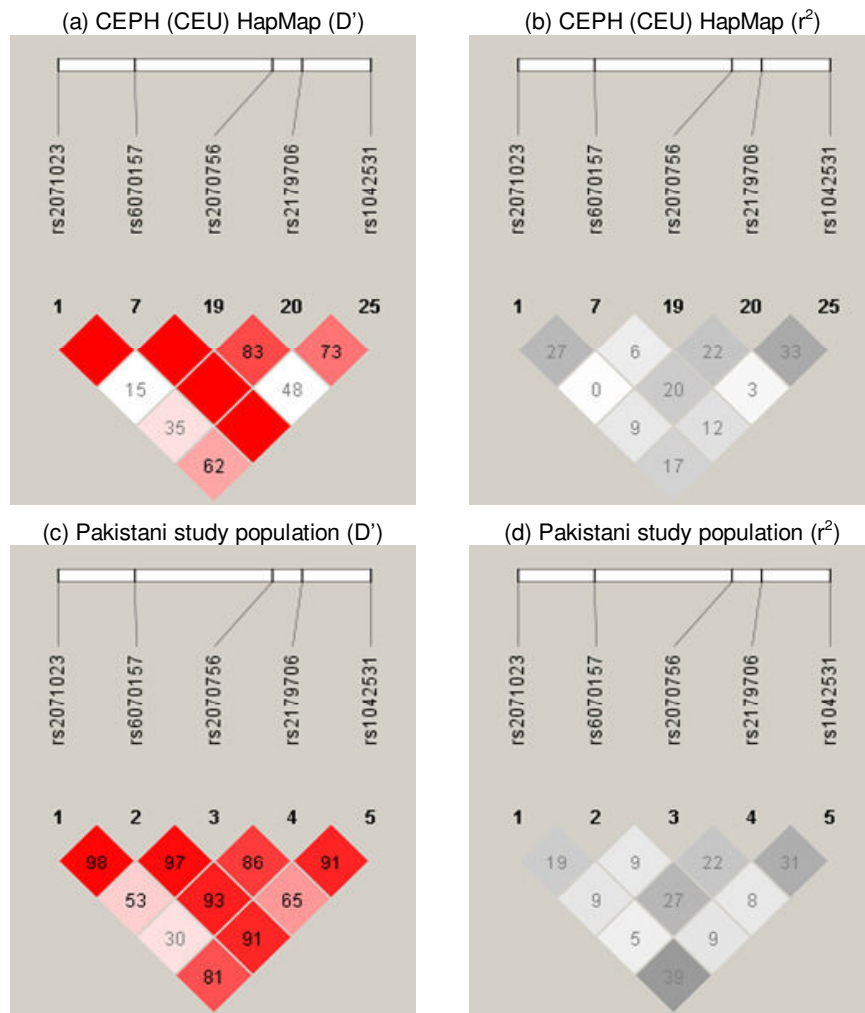 (a) CEPH (CEU) HapMap (D’)
(b) CEPH (CEU) HapMap (r²)
rs2071023
rs6070157
rs2070756
rs2179706
rs1042531
rs2071023
rs6070157
rs2070756
rs2179706
rs1042531
1 7 19 20 25
1 7 19 20 25
83 73
27 6 22 33
15 48
0 20 3
35
9 12
62
17
(c) Pakistani study population (D’)
(d) Pakistani study population (r²)
rs2071023
rs6070157
rs2070756
rs2179706
rs1042531
rs2071023
rs6070157
rs2070756
rs2179706
rs1042531
1 2 3 4 5
1 2 3 4 5
98 97 86 91
19 9 22 31
53 93 65
9 27 8
30 91
5 9
81
39